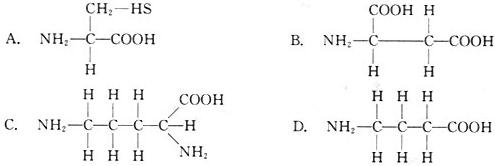 CH₂—HS
A. NH₂—C—COOH
H
COOH H
B. NH₂—C—C—COOH
H H
H H H COOH
C. NH₂—C—C—C—C—H
H H H NH₂
H H H
D. NH₂—C—C—C—COOH
H H H